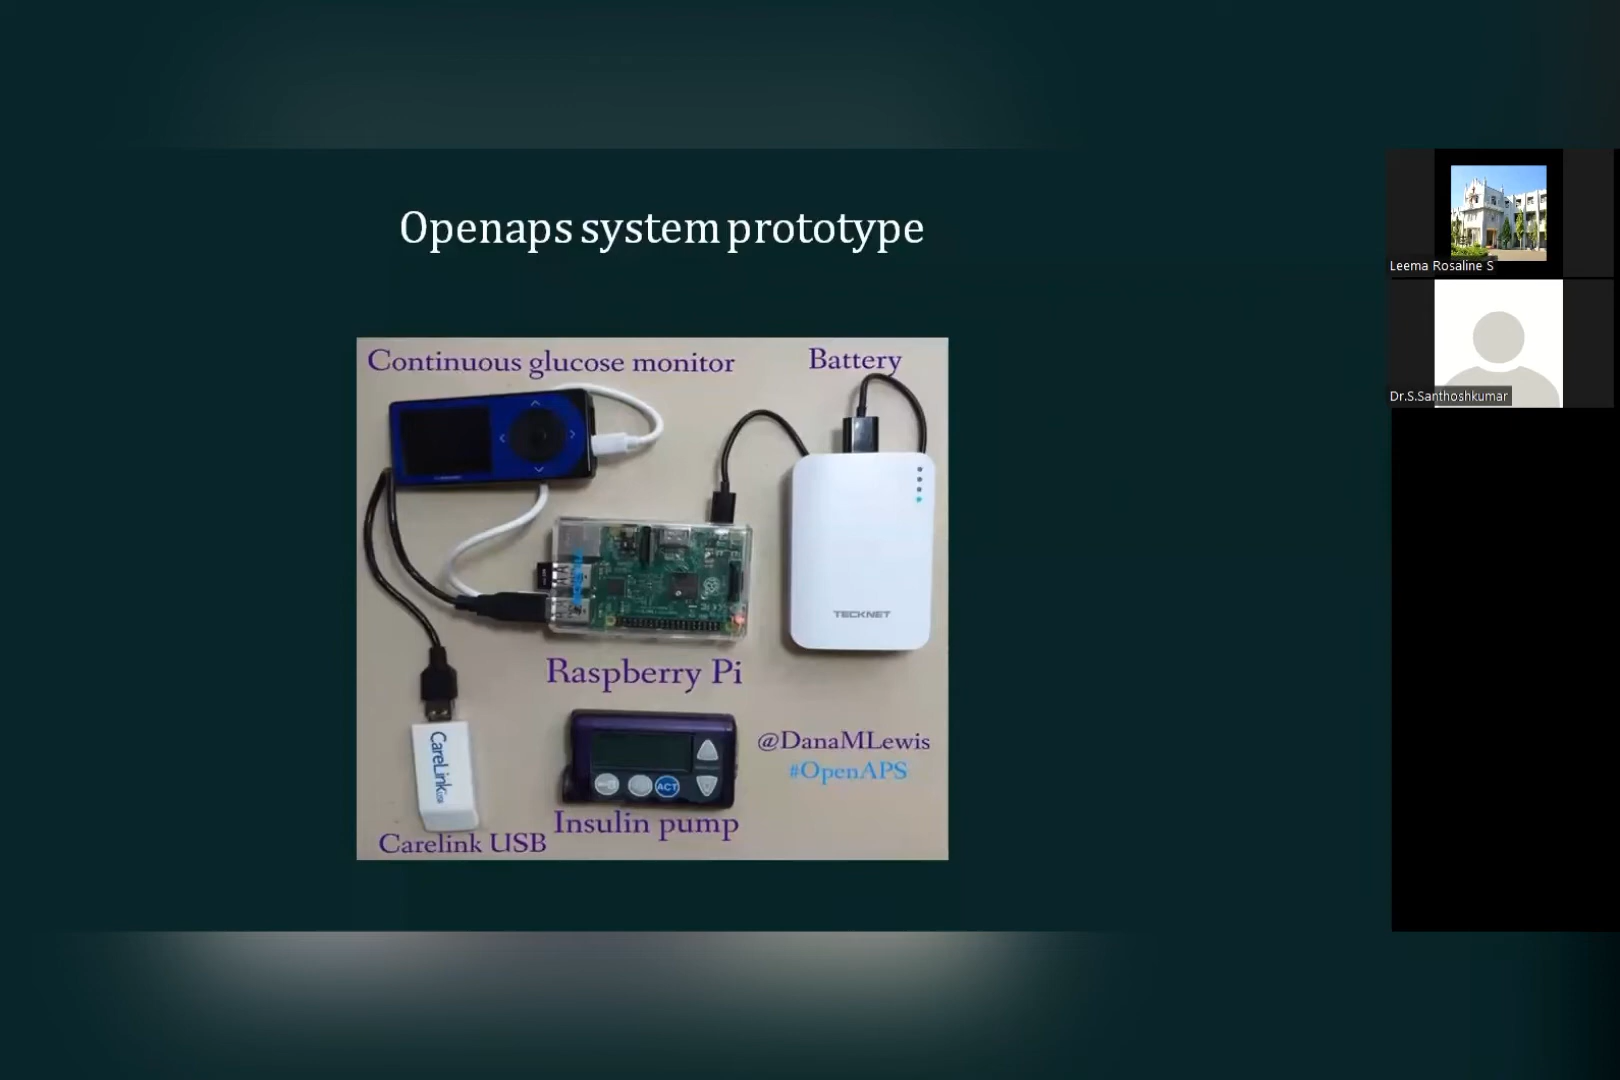 Openaps system prototype
Continuous glucose monitor
Battery
TECKNET
Raspberry Pi
@DanaMLewis
#OpenAPS
CareLink USB
ACT
Insulin pump
Carelink USB
Leema Rosaline S
Dr.S.Santhoshkumar